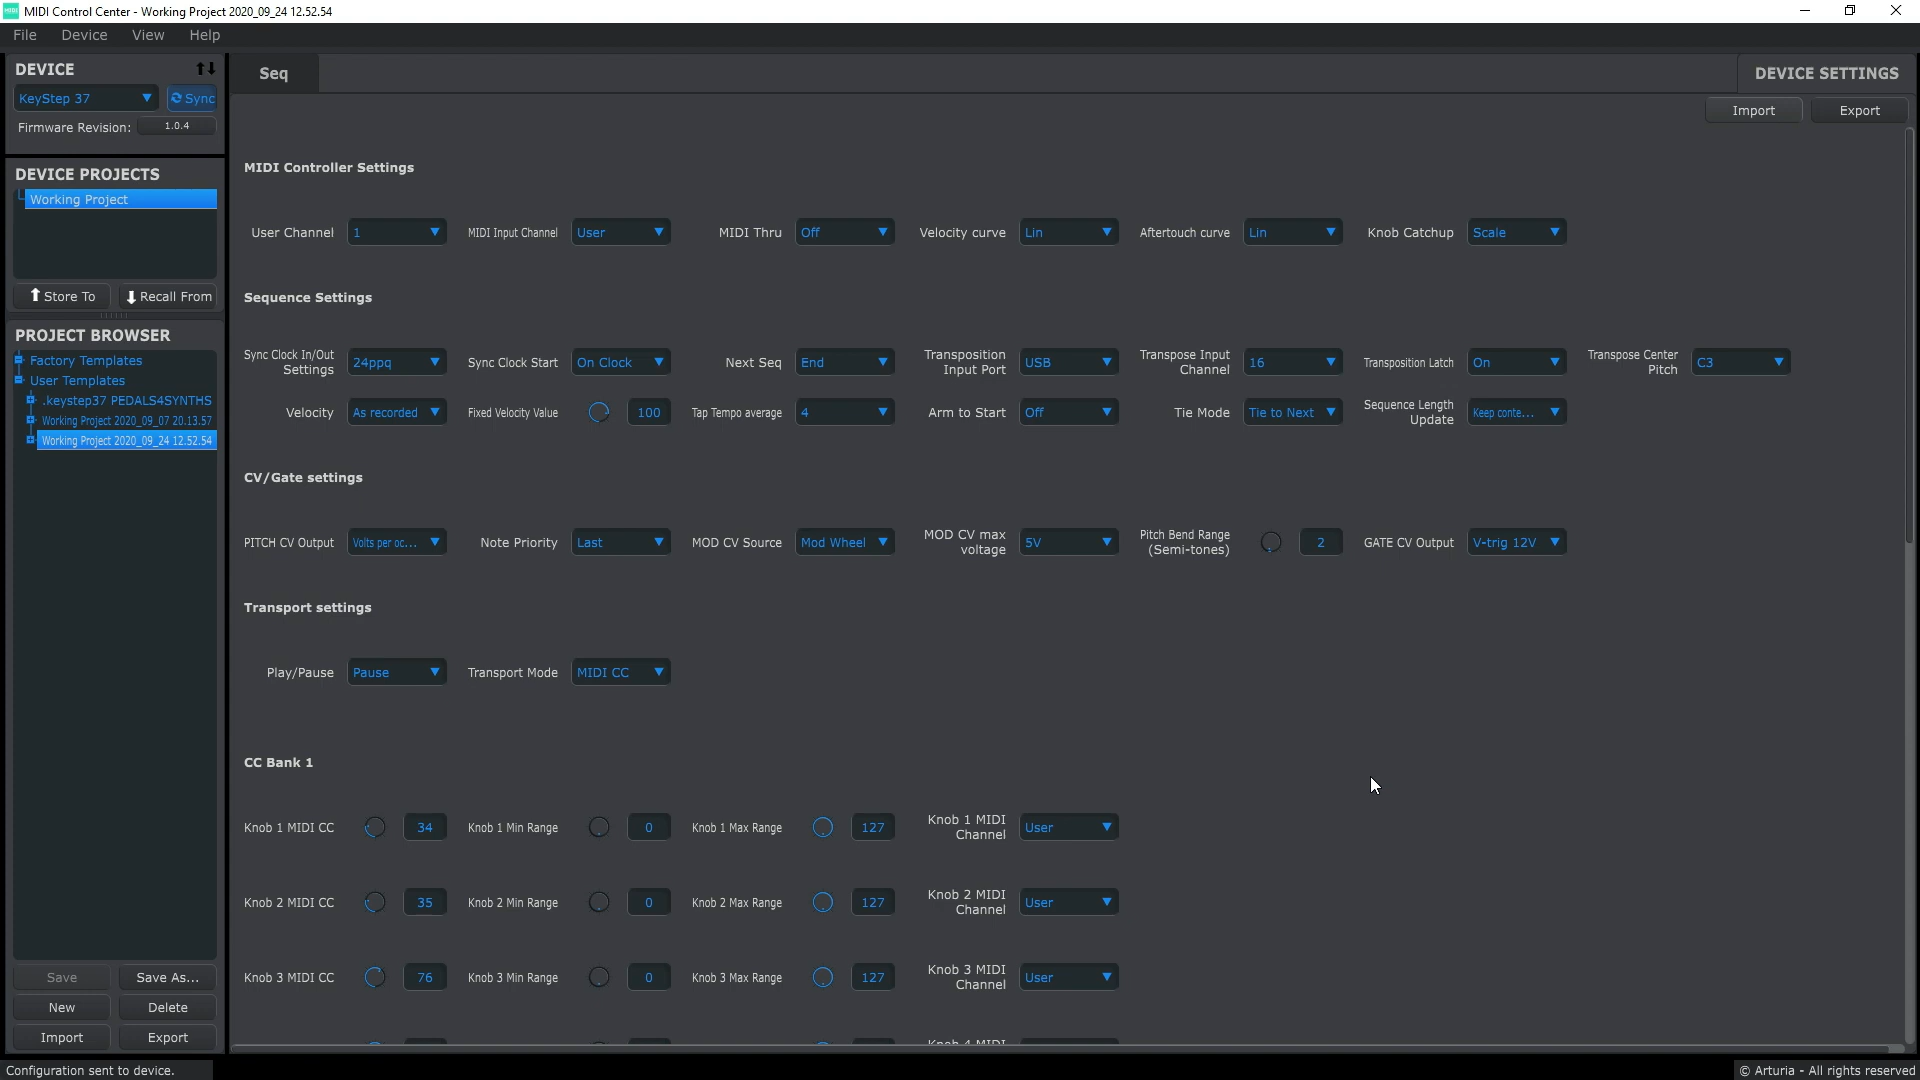 MIDI Control Center - Working Project 2020_09_24 12.52.54
File Device View Help
DEVICE
KeyStep 37 Sync
Firmware Revision: 1.0.4
DEVICE PROJECTS
Working Project
Store To Recall From
PROJECT BROWSER
Factory Templates
User Templates
.keystep37 PEDALS4SYNTHS
Working Project 2020_09_07 20.13.57
Working Project 2020_09_24 12.52.54
Save Save As...
New Delete
Import Export
Configuration sent to device.
Seq DEVICE SETTINGS
Import Export
MIDI Controller Settings
User Channel 1 MIDI Input Channel User MIDI Thru Off Velocity curve Lin Aftertouch curve Lin Knob Catchup Scale
Sequence Settings
Sync Clock In/Out Settings 24ppq Sync Clock Start On Clock Next Seq End Transposition Input Port USB Transpose Input Channel 16 Transposition Latch On Transpose Center Pitch C3
Velocity As recorded Fixed Velocity Value 100 Tap Tempo average 4 Arm to Start Off Tie Mode Tie to Next Sequence Length Update Keep conte...
CV/Gate settings
PITCH CV Output Volts per oc... Note Priority Last MOD CV Source Mod Wheel MOD CV max voltage 5V Pitch Bend Range (Semi-tones) 2 GATE CV Output V-trig 12V
Transport settings
Play/Pause Pause Transport Mode MIDI CC
CC Bank 1
Knob 1 MIDI CC 34 Knob 1 Min Range 0 Knob 1 Max Range 127 Knob 1 MIDI Channel User
Knob 2 MIDI CC 35 Knob 2 Min Range 0 Knob 2 Max Range 127 Knob 2 MIDI Channel User
Knob 3 MIDI CC 76 Knob 3 Min Range 0 Knob 3 Max Range 127 Knob 3 MIDI Channel User
Knob 4 MIDI
© Arturia - All rights reserved